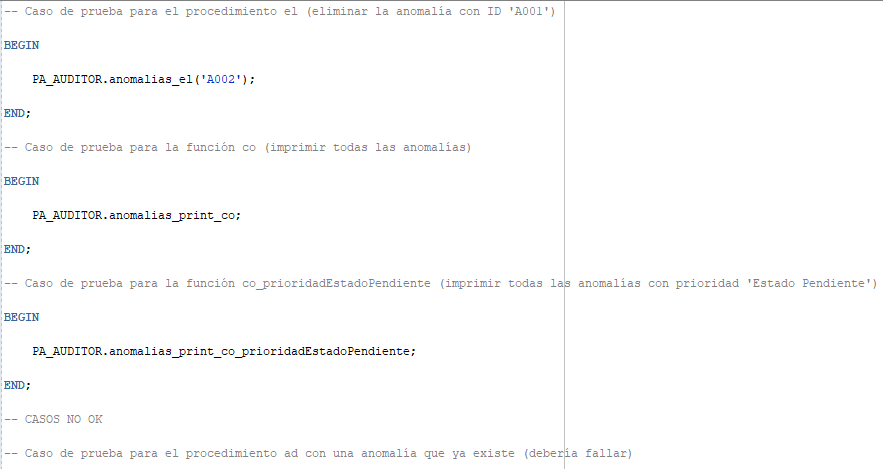 -- Caso de prueba para el procedimiento el (eliminar la anomalía con ID 'A001')
BEGIN
PA_AUDITOR.anomalias_el('A002');
END;
-- Caso de prueba para la función co (imprimir todas las anomalías)
BEGIN
PA_AUDITOR.anomalias_print_co;
END;
-- Caso de prueba para la función co_prioridadEstadoPendiente (imprimir todas las anomalías con prioridad 'Estado Pendiente')
BEGIN
PA_AUDITOR.anomalias_print_co_prioridadEstadoPendiente;
END;
-- CASOS NO OK
-- Caso de prueba para el procedimiento ad con una anomalía que ya existe (debería fallar)